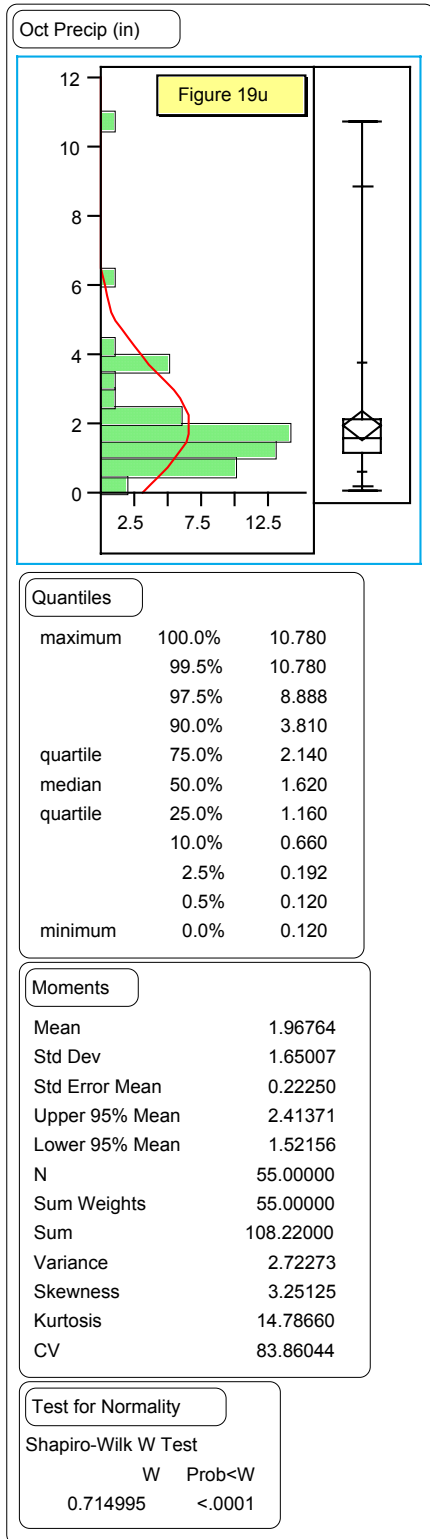 Oct Precip (in)
Figure 19u
12
10
8
6
4
2
0
2.5 7.5 12.5
Quantiles
maximum 100.0% 10.780
99.5% 10.780
97.5% 8.888
90.0% 3.810
quartile 75.0% 2.140
median 50.0% 1.620
quartile 25.0% 1.160
10.0% 0.660
2.5% 0.192
0.5% 0.120
minimum 0.0% 0.120
Moments
Mean 1.96764
Std Dev 1.65007
Std Error Mean 0.22250
Upper 95% Mean 2.41371
Lower 95% Mean 1.52156
N 55.00000
Sum Weights 55.00000
Sum 108.22000
Variance 2.72273
Skewness 3.25125
Kurtosis 14.78660
CV 83.86044
Test for Normality
Shapiro-Wilk W Test
W Prob<W
0.714995 <.0001